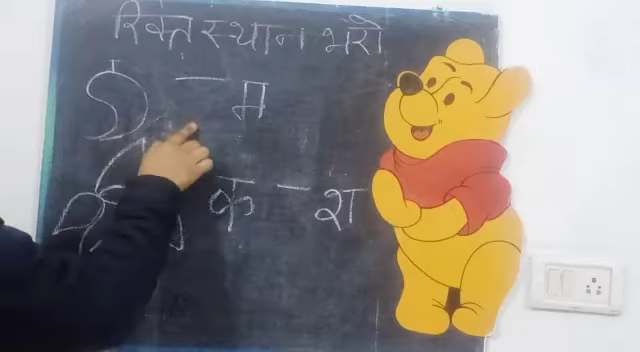 रिक्त स्थान भरो
— म
क — श